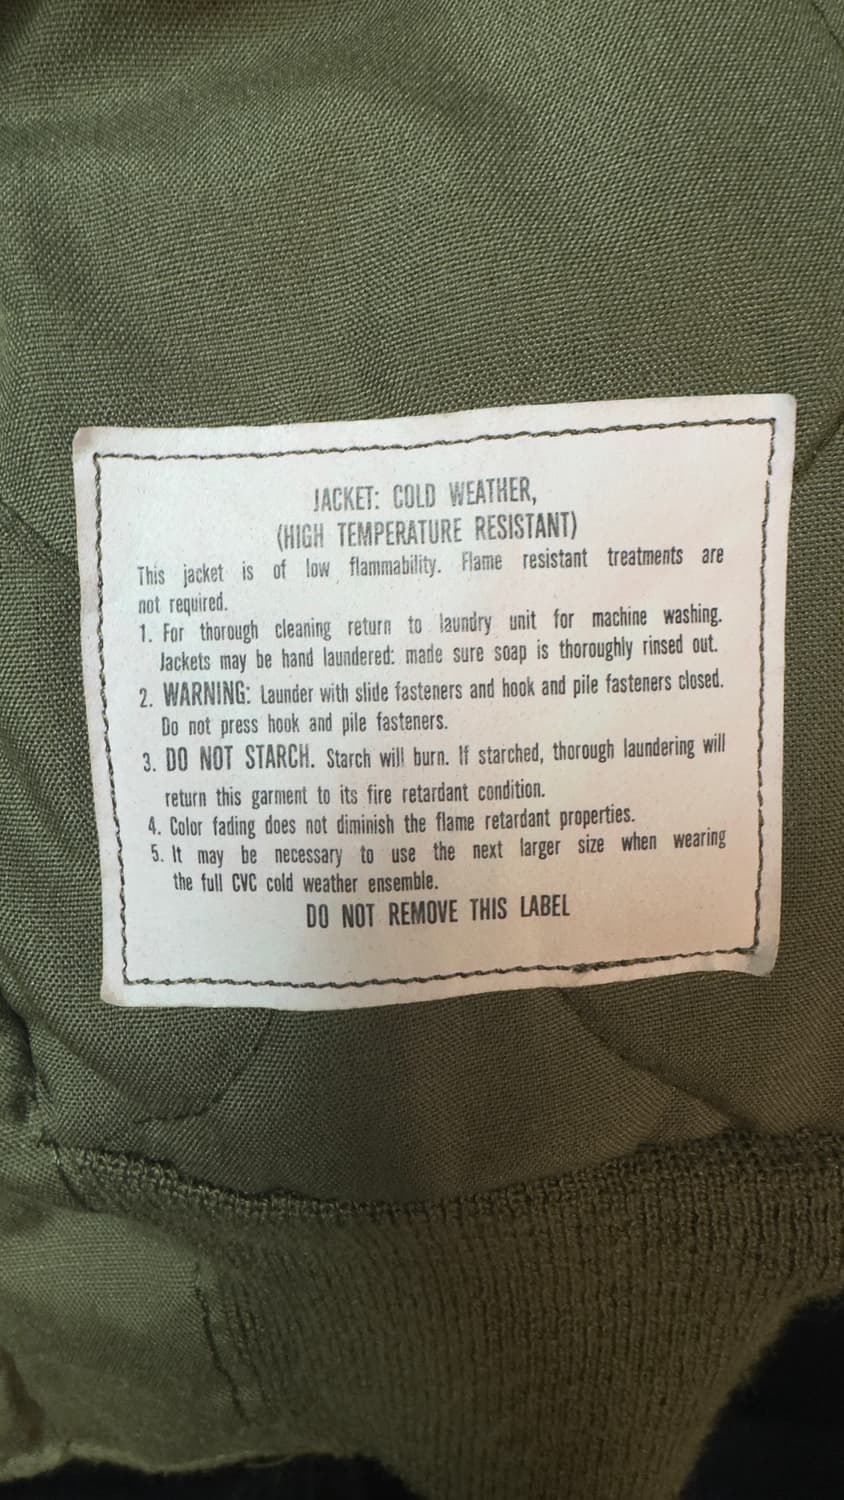 JACKET: COLD WEATHER,
(HIGH TEMPERATURE RESISTANT)
This jacket is of low flammability. Flame resistant treatments are
not required.
1. For thorough cleaning return to laundry unit for machine washing.
Jackets may be hand laundered: made sure soap is thoroughly rinsed out.
2. WARNING: Launder with slide fasteners and hook and pile fasteners closed.
Do not press hook and pile fasteners.
3. DO NOT STARCH. Starch will burn. If starched, thorough laundering will
return this garment to its fire retardant condition.
4. Color fading does not diminish the flame retardant properties.
5. It may be necessary to use the next larger size when wearing
the full CVC cold weather ensemble.
DO NOT REMOVE THIS LABEL